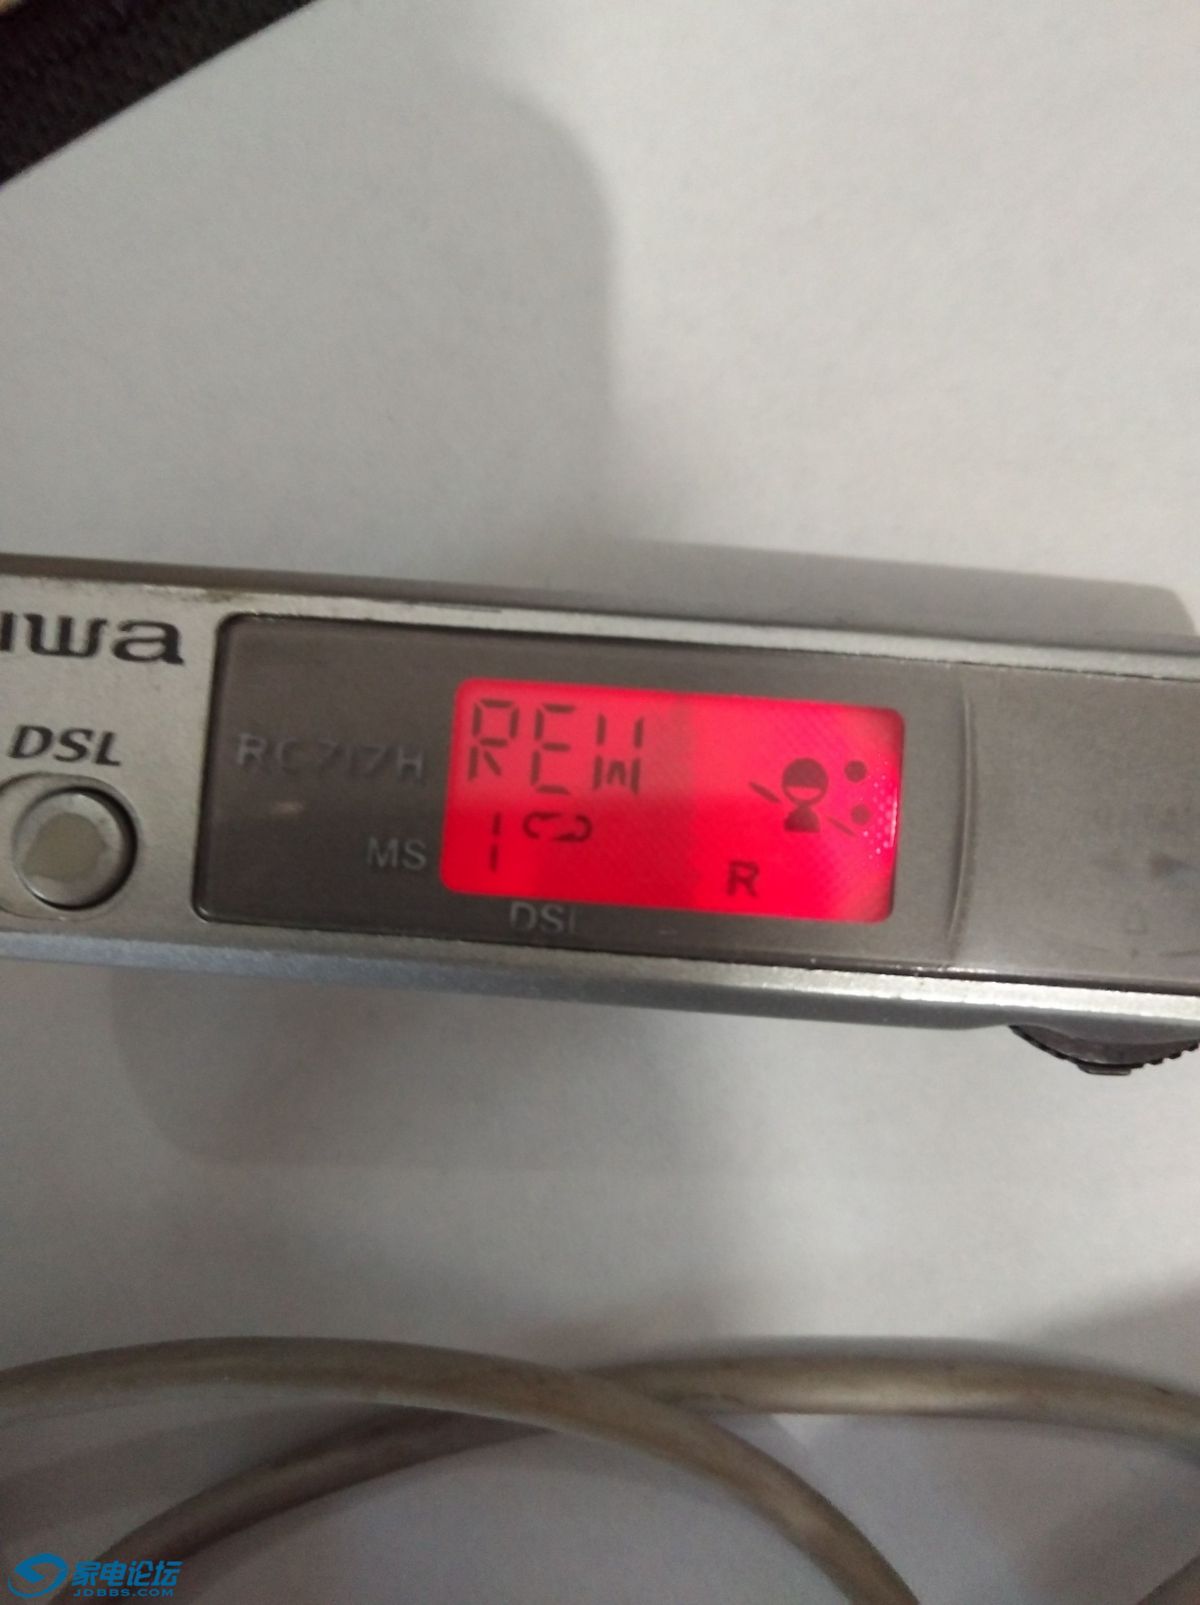 iwa
DSL
RC717H
REW
1
MS
R
DSL
家电论坛
JDBBS.COM